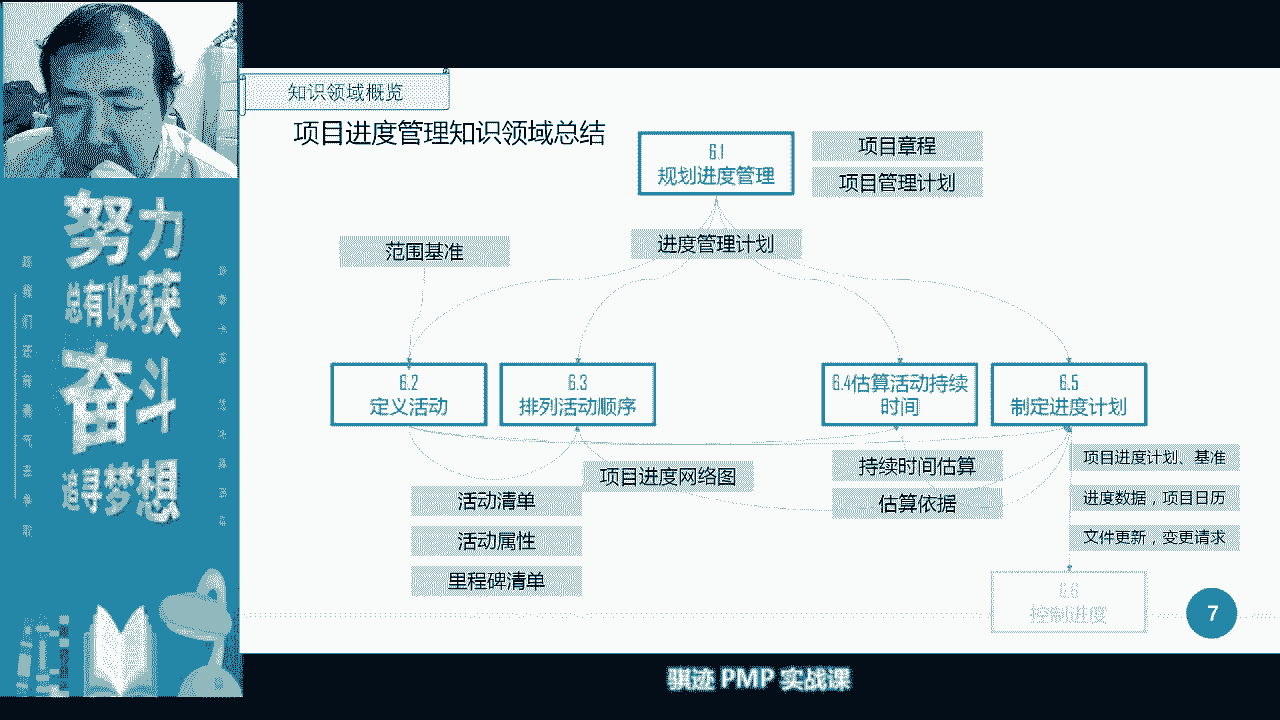 知识领域概览
项目进度管理知识领域总结
6.1
规划进度管理
项目章程
项目管理计划
进度管理计划
范围基准
6.2
定义活动
6.3
排列活动顺序
6.4估算活动持续
时间
6.5
制定进度计划
项目进度网络图
活动清单
活动属性
里程碑清单
持续时间估算
估算依据
项目进度计划、基准
进度数据，项目日历
文件更新，变更请求
6.6
控制进度
7
努力
总有收获
奋斗
追寻梦想
骐迹 PMP 实战课